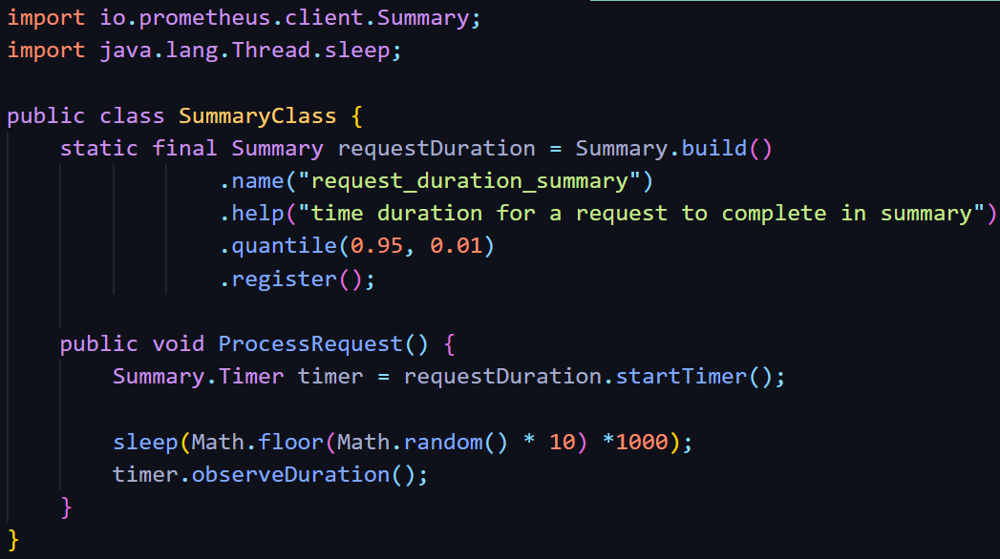 import io.prometheus.client.Summary;
import java.lang.Thread.sleep;
public class SummaryClass {
static final Summary requestDuration = Summary.build()
.name("request_duration_summary")
.help("time duration for a request to complete in summary")
.quantile(0.95, 0.01)
.register();
public void ProcessRequest() {
Summary.Timer timer = requestDuration.startTimer();
sleep(Math.floor(Math.random() * 10) *1000);
timer.observeDuration();
}
}